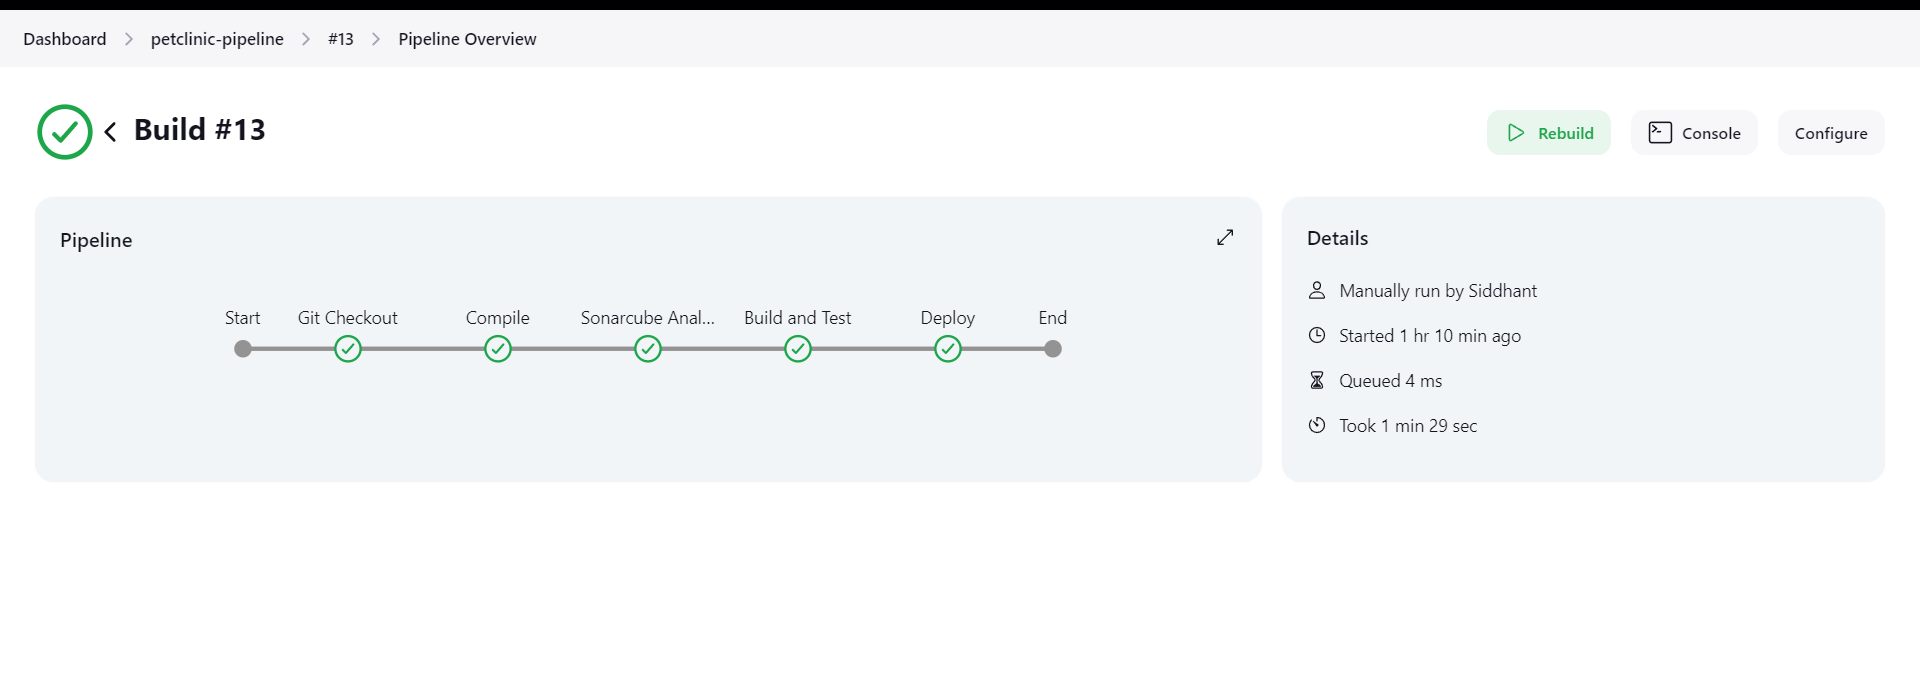 Dashboard petclinic-pipeline #13 Pipeline Overview
Build #13
Rebuild Console Configure
Pipeline
Start Git Checkout Compile Sonarcube Anal... Build and Test Deploy End
Details
Manually run by Siddhant
Started 1 hr 10 min ago
Queued 4 ms
Took 1 min 29 sec